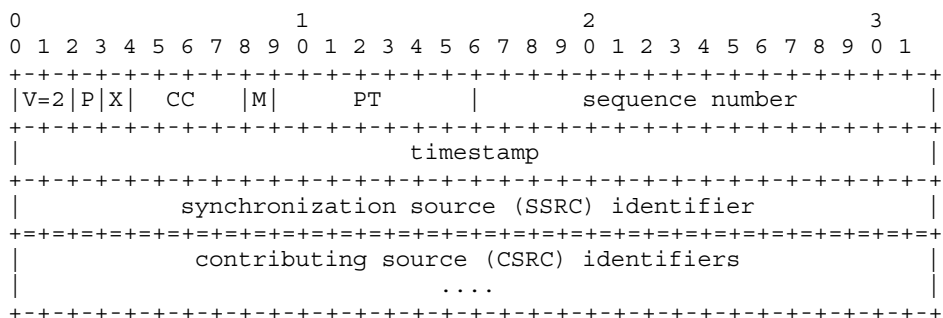 0                   1                   2                   3
0 1 2 3 4 5 6 7 8 9 0 1 2 3 4 5 6 7 8 9 0 1 2 3 4 5 6 7 8 9 0 1
+-+-+-+-+-+-+-+-+-+-+-+-+-+-+-+-+-+-+-+-+-+-+-+-+-+-+-+-+-+-+-+-+
|V=2|P|X|  CC   |M|     PT      |       sequence number         |
+-+-+-+-+-+-+-+-+-+-+-+-+-+-+-+-+-+-+-+-+-+-+-+-+-+-+-+-+-+-+-+-+
|                           timestamp                           |
+-+-+-+-+-+-+-+-+-+-+-+-+-+-+-+-+-+-+-+-+-+-+-+-+-+-+-+-+-+-+-+-+
|           synchronization source (SSRC) identifier            |
+=+=+=+=+=+=+=+=+=+=+=+=+=+=+=+=+=+=+=+=+=+=+=+=+=+=+=+=+=+=+=+=+
|            contributing source (CSRC) identifiers             |
|                             ....                              |
+-+-+-+-+-+-+-+-+-+-+-+-+-+-+-+-+-+-+-+-+-+-+-+-+-+-+-+-+-+-+-+-+